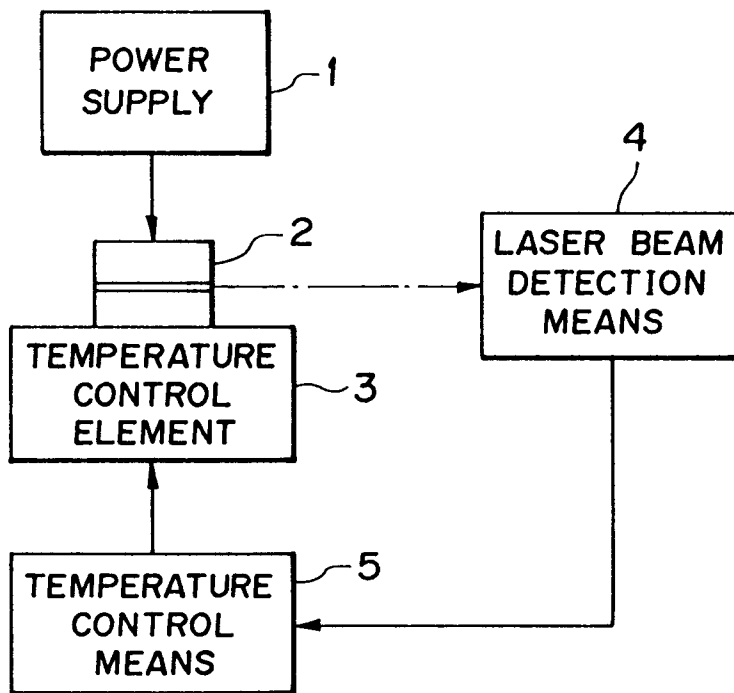 POWER
SUPPLY
1
2
4
LASER BEAM
DETECTION
MEANS
TEMPERATURE
CONTROL
ELEMENT
3
TEMPERATURE
CONTROL
MEANS
5